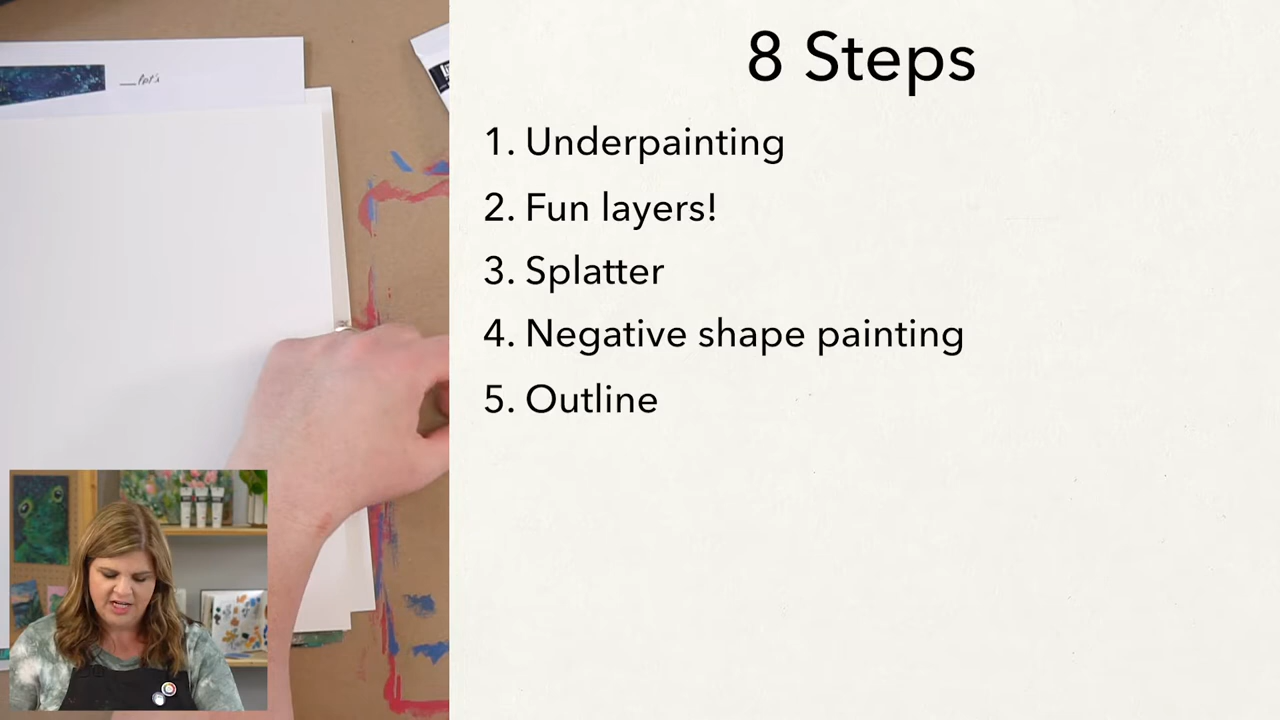 8 Steps
1. Underpainting
2. Fun layers!
3. Splatter
4. Negative shape painting
5. Outline